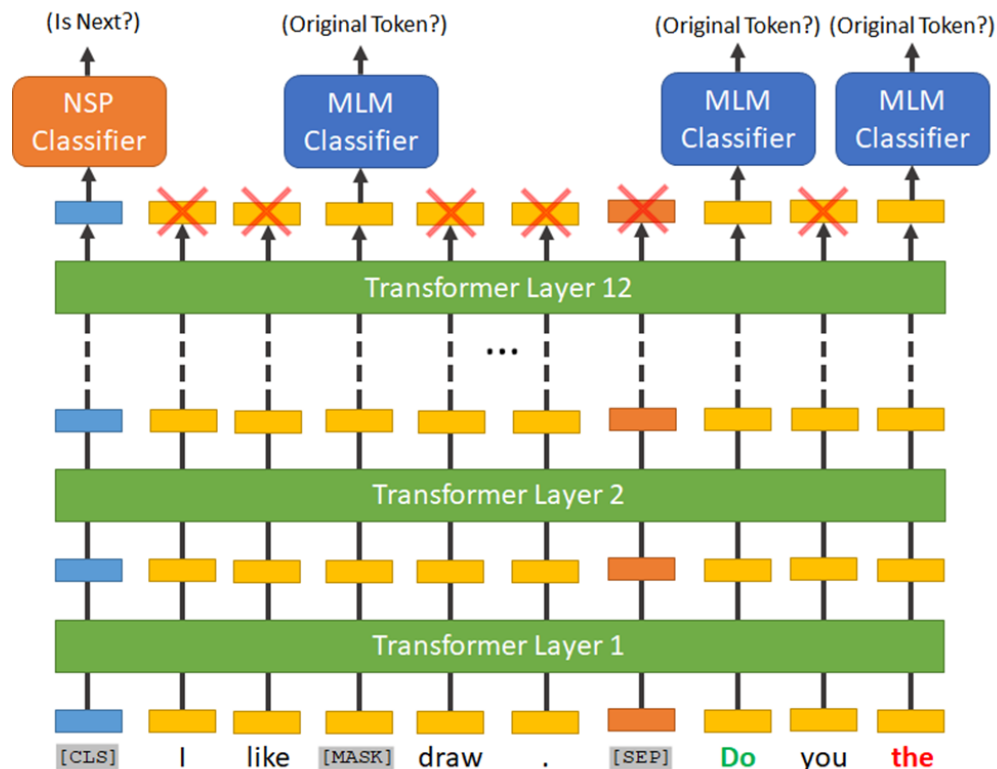 (Is Next?) (Original Token?) (Original Token?) (Original Token?)
NSP Classifier
MLM Classifier
MLM Classifier
MLM Classifier
Transformer Layer 12
...
Transformer Layer 2
Transformer Layer 1
[CLS] I like [MASK] draw . [SEP] Do you the